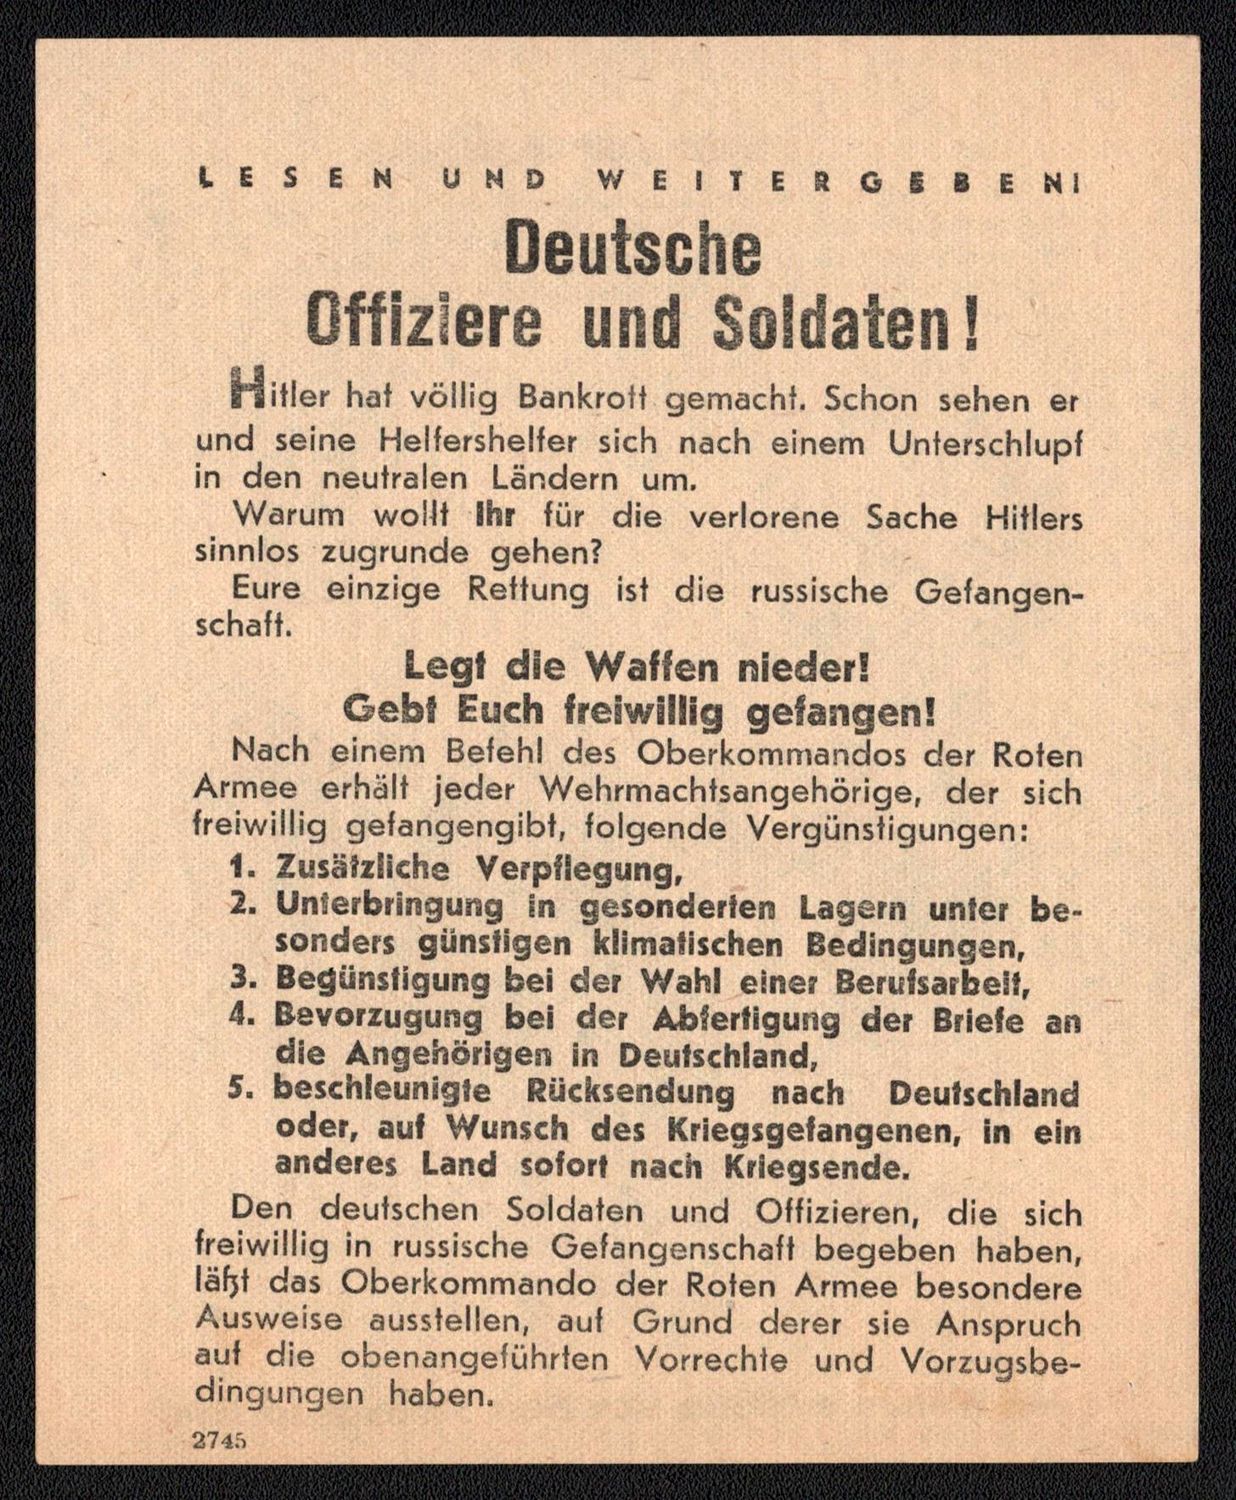 LESEN UND WEITERGEBEN!
Deutsche
Offiziere und Soldaten!
Hitler hat völlig Bankrott gemacht. Schon sehen er
und seine Helfershelfer sich nach einem Unterschlupf
in den neutralen Ländern um.
Warum wollt Ihr für die verlorene Sache Hitlers
sinnlos zugrunde gehen?
Eure einzige Rettung ist die russische Gefangen-
schaft.
Legt die Waffen nieder!
Gebt Euch freiwillig gefangen!
Nach einem Befehl des Oberkommandos der Roten
Armee erhält jeder Wehrmachtsangehörige, der sich
freiwillig gefangengibt, folgende Vergünstigungen:
1. Zusätzliche Verpflegung,
2. Unterbringung in gesonderten Lagern unter be-
sonders günstigen klimatischen Bedingungen,
3. Begünstigung bei der Wahl einer Berufsarbeit,
4. Bevorzugung bei der Abfertigung der Briefe an
die Angehörigen in Deutschland,
5. beschleunigte Rücksendung nach Deutschland
oder, auf Wunsch des Kriegsgefangenen, in ein
anderes Land sofort nach Kriegsende.
Den deutschen Soldaten und Offizieren, die sich
freiwillig in russische Gefangenschaft begeben haben,
läßt das Oberkommando der Roten Armee besondere
Ausweise ausstellen, auf Grund derer sie Anspruch
auf die obenangeführten Vorrechte und Vorzugsbe-
dingungen haben.
2745